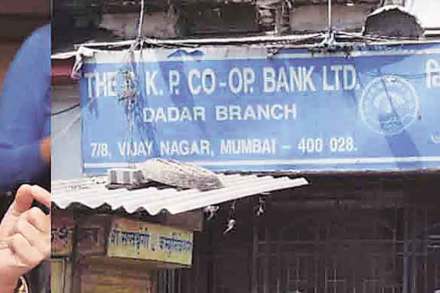 THE C. K. P. CO-OP. BANK LTD.
DADAR BRANCH
7/8, VIJAY NAGAR, MUMBAI - 400 028.